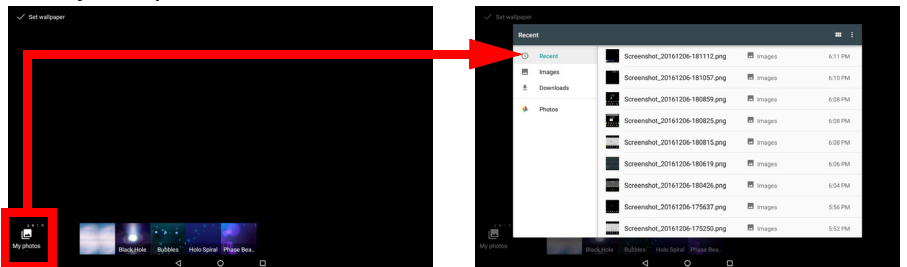 Set wallpaper
My photos
Black Hole
Bubbles
Holo Spiral
Phase Bea..
Set wallpaper
Recent
Recent
Images
Downloads
Photos
Screenshot_20161206-181112.png Images 6:11 PM
Screenshot_20161206-181057.png Images 6:10 PM
Screenshot_20161206-180859.png Images 6:08 PM
Screenshot_20161206-180825.png Images 6:08 PM
Screenshot_20161206-180815.png Images 6:08 PM
Screenshot_20161206-180619.png Images 6:06 PM
Screenshot_20161206-180426.png Images 6:04 PM
Screenshot_20161206-175637.png Images 5:56 PM
Screenshot_20161206-175250.png Images 5:52 PM
My photos
Black Hole
Bubbles
Holo Spiral
Phase Bea..